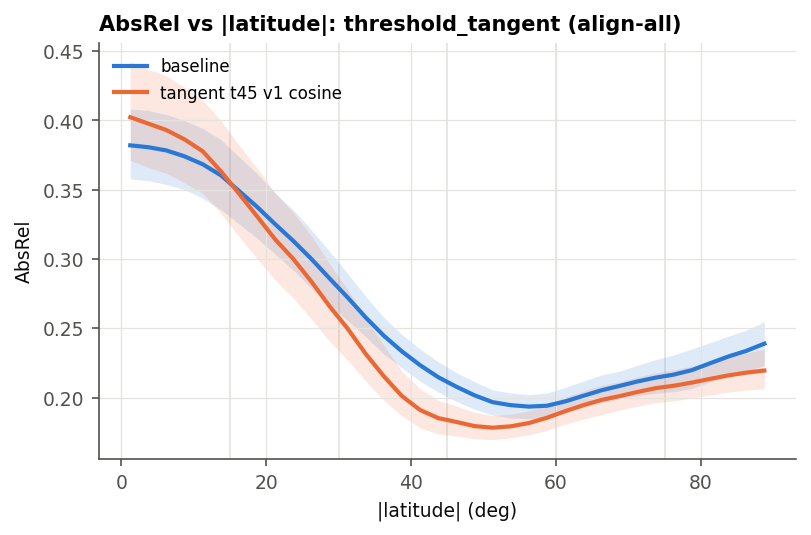 AbsRel vs |latitude|: threshold_tangent (align-all)
baseline
tangent t45 v1 cosine
0.45
0.40
0.35
0.30
0.25
0.20
AbsRel
0 20 40 60 80
|latitude| (deg)